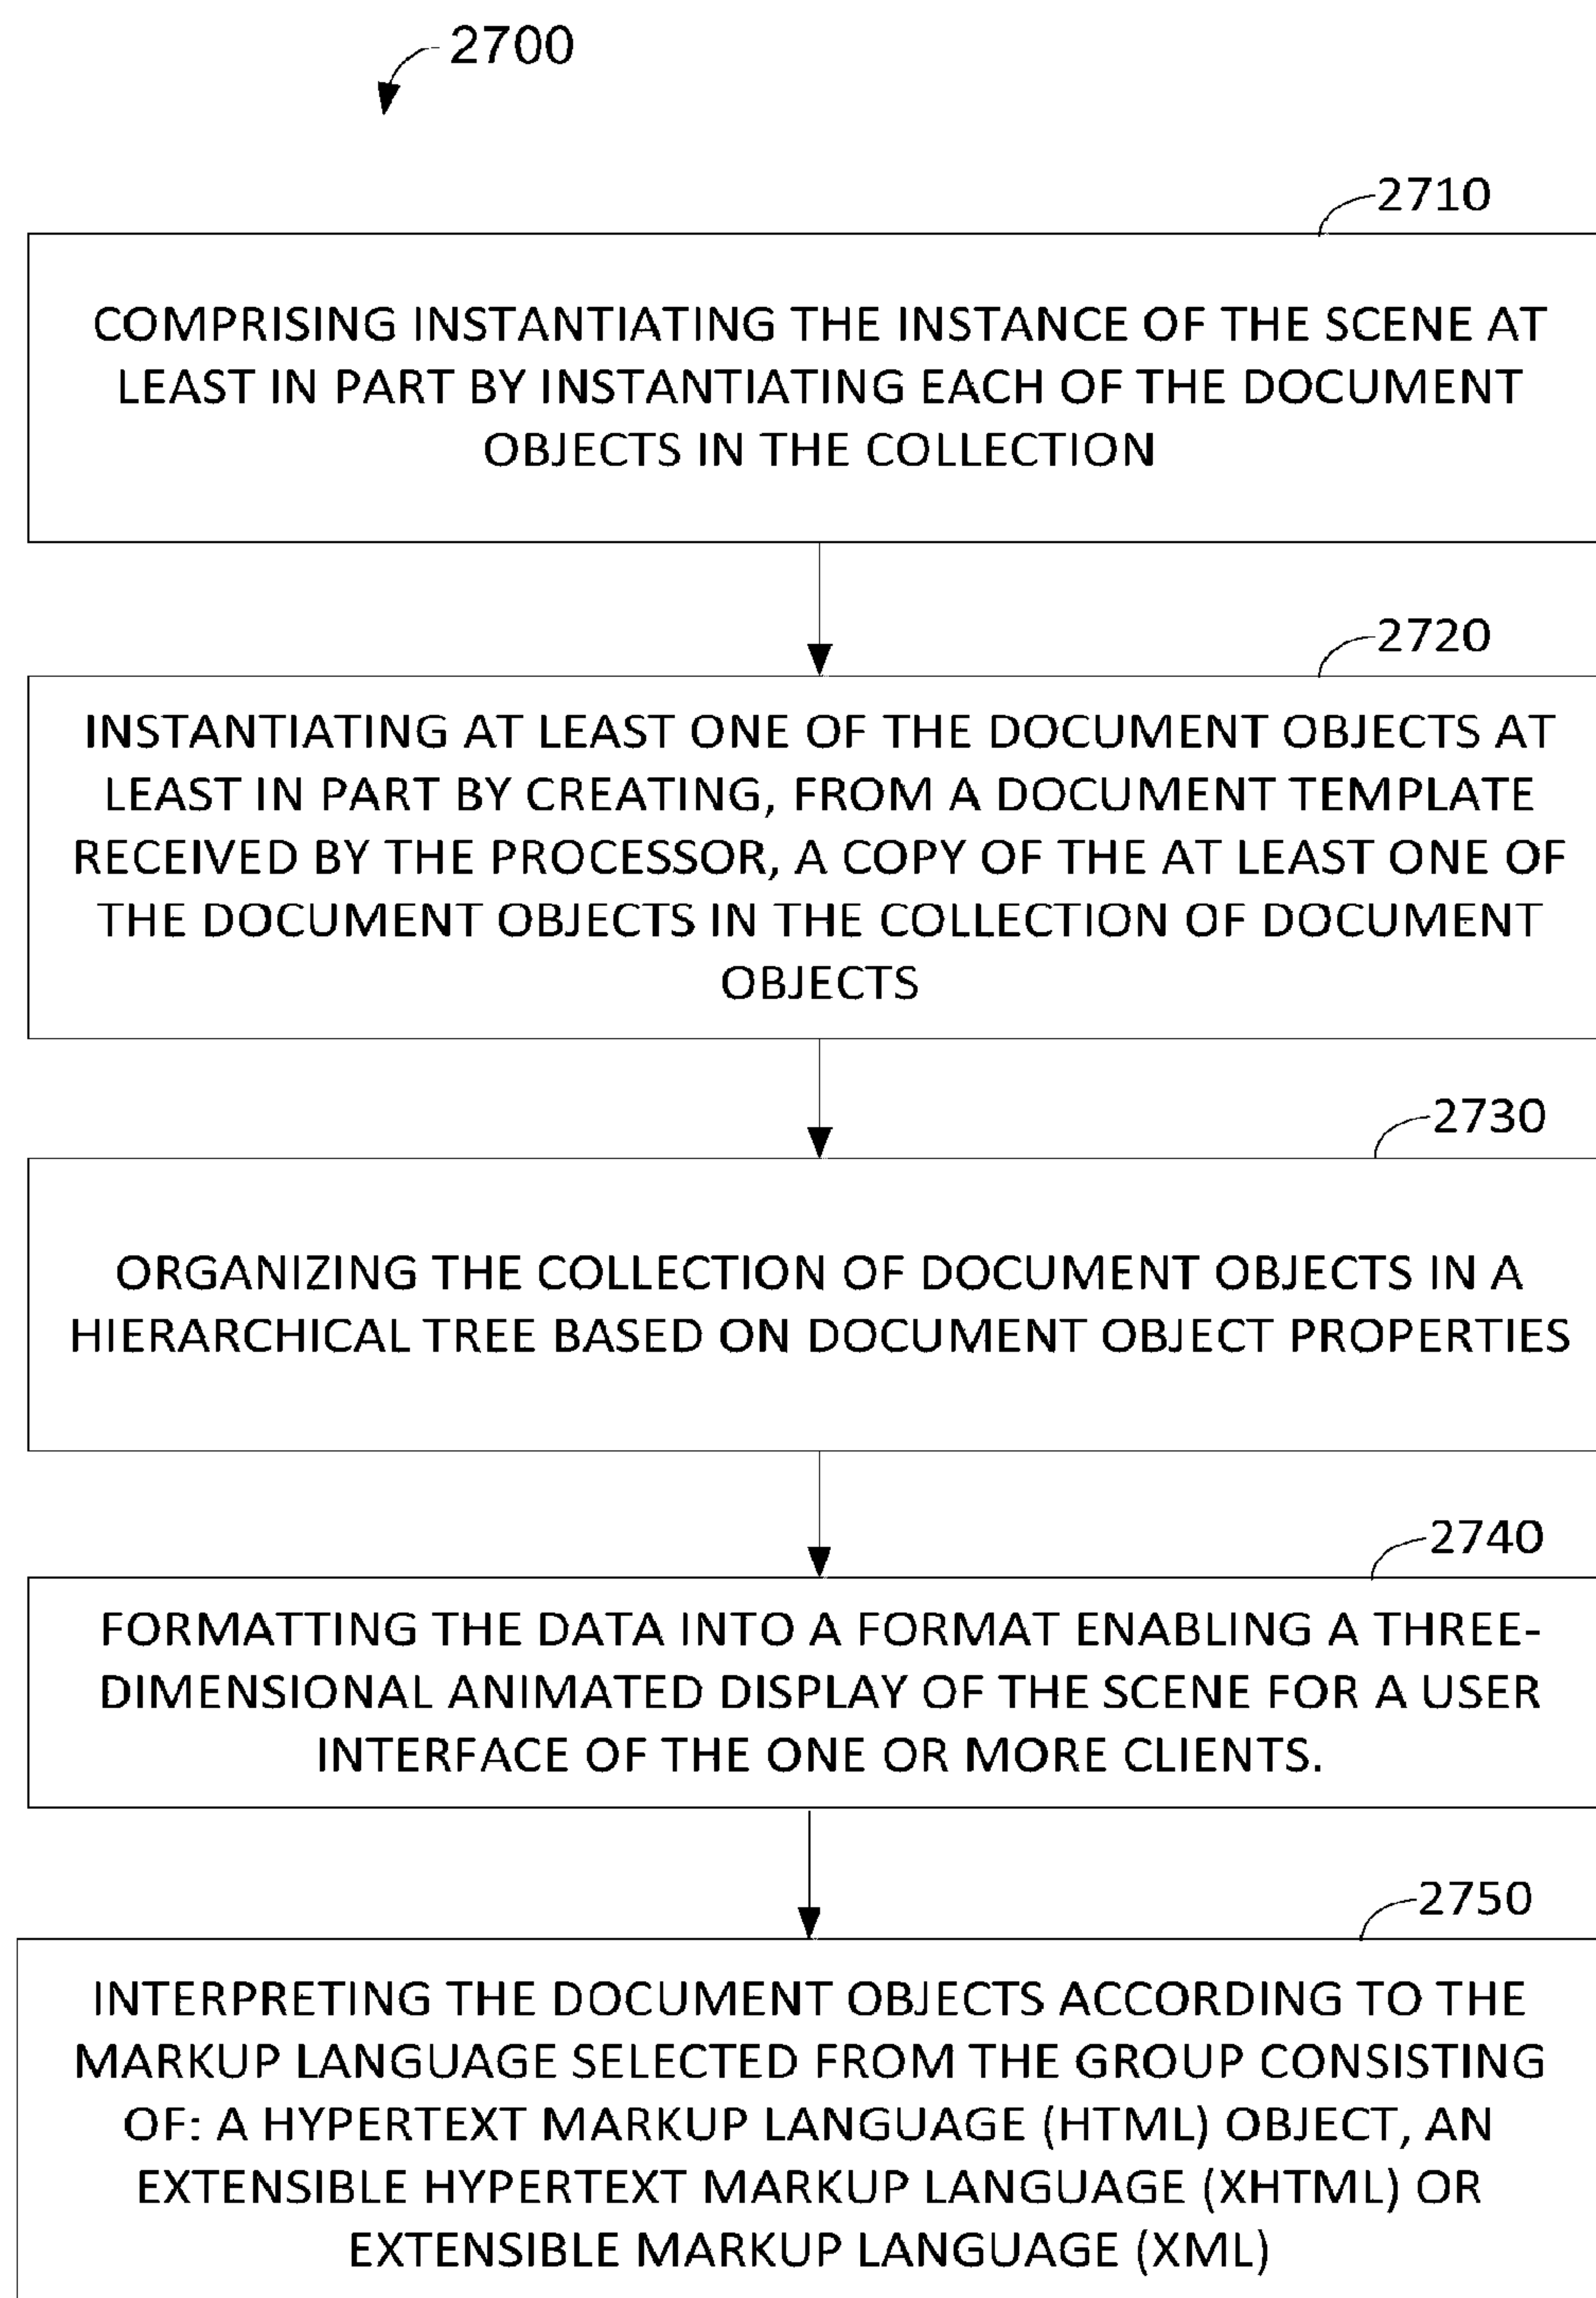 2700
2710
COMPRISING INSTANTIATING THE INSTANCE OF THE SCENE AT
LEAST IN PART BY INSTANTIATING EACH OF THE DOCUMENT
OBJECTS IN THE COLLECTION
2720
INSTANTIATING AT LEAST ONE OF THE DOCUMENT OBJECTS AT
LEAST IN PART BY CREATING, FROM A DOCUMENT TEMPLATE
RECEIVED BY THE PROCESSOR, A COPY OF THE AT LEAST ONE OF
THE DOCUMENT OBJECTS IN THE COLLECTION OF DOCUMENT
OBJECTS
2730
ORGANIZING THE COLLECTION OF DOCUMENT OBJECTS IN A
HIERARCHICAL TREE BASED ON DOCUMENT OBJECT PROPERTIES
2740
FORMATTING THE DATA INTO A FORMAT ENABLING A THREE-
DIMENSIONAL ANIMATED DISPLAY OF THE SCENE FOR A USER
INTERFACE OF THE ONE OR MORE CLIENTS.
2750
INTERPRETING THE DOCUMENT OBJECTS ACCORDING TO THE
MARKUP LANGUAGE SELECTED FROM THE GROUP CONSISTING
OF: A HYPERTEXT MARKUP LANGUAGE (HTML) OBJECT, AN
EXTENSIBLE HYPERTEXT MARKUP LANGUAGE (XHTML) OR
EXTENSIBLE MARKUP LANGUAGE (XML)